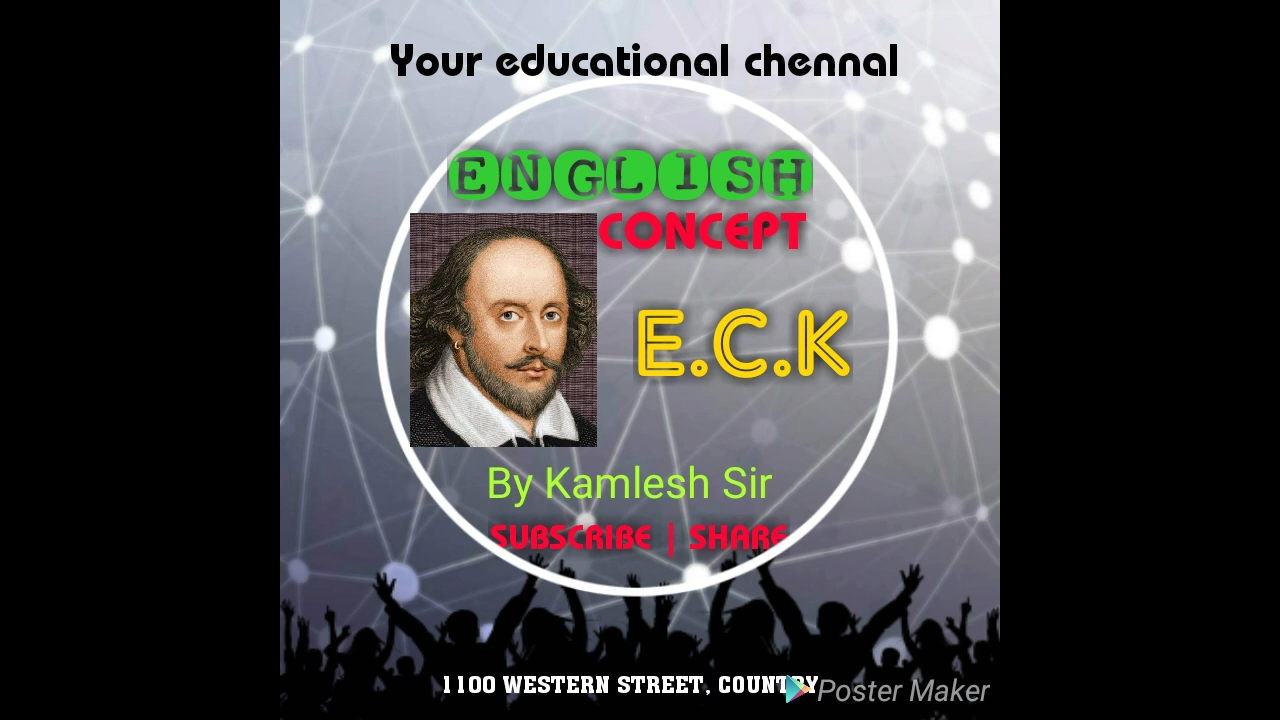 Your educational chennal
ENGLISH
CONCEPT
E.C.K
By Kamlesh Sir
SUBSCRIBE | SHARE
1100 WESTERN STREET, COUNTRY
Poster Maker